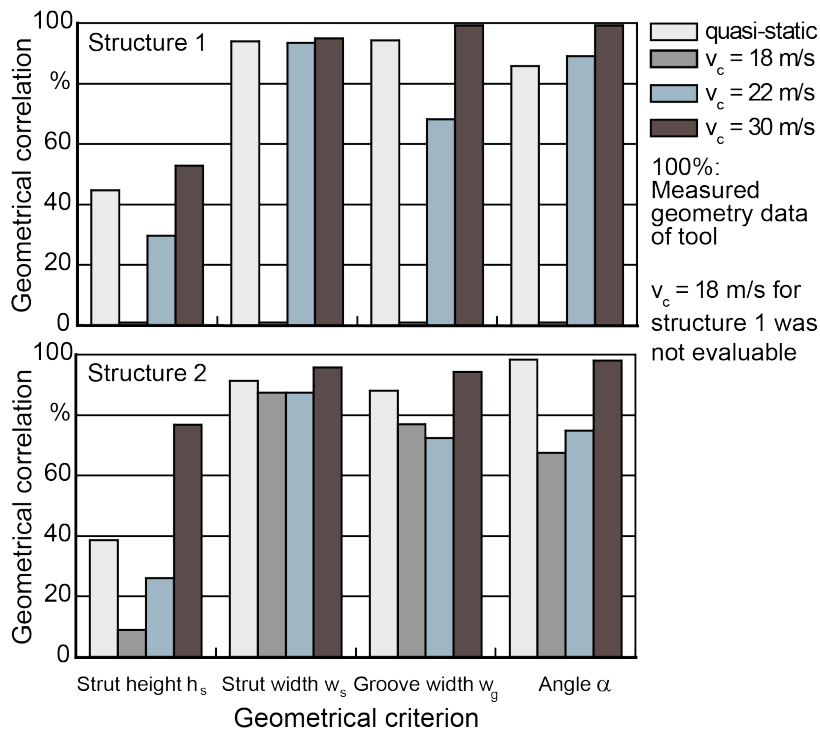 100
%
60
40
20
0
Geometrical correlation
Structure 1
quasi-static
v_c = 18 m/s
v_c = 22 m/s
v_c = 30 m/s
100%:
Measured
geometry data
of tool
v_c = 18 m/s for
structure 1 was
not evaluable
100
%
60
40
20
0
Geometrical correlation
Structure 2
Strut height h_s
Strut width w_s
Groove width w_g
Angle α
Geometrical criterion